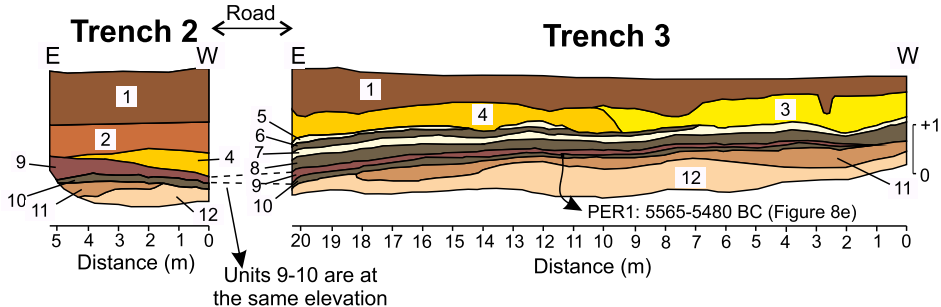 Road
Trench 2
Trench 3
E W
E W
1
2
9
4
10
11
12
1
5
4
3
6
7
8
9
10
12
11
+1
0
PER1: 5565-5480 BC (Figure 8e)
5 4 3 2 1 0
Distance (m)
20 19 18 17 16 15 14 13 12 11 10 9 8 7 6 5 4 3 2 1 0
Distance (m)
Units 9-10 are at
the same elevation